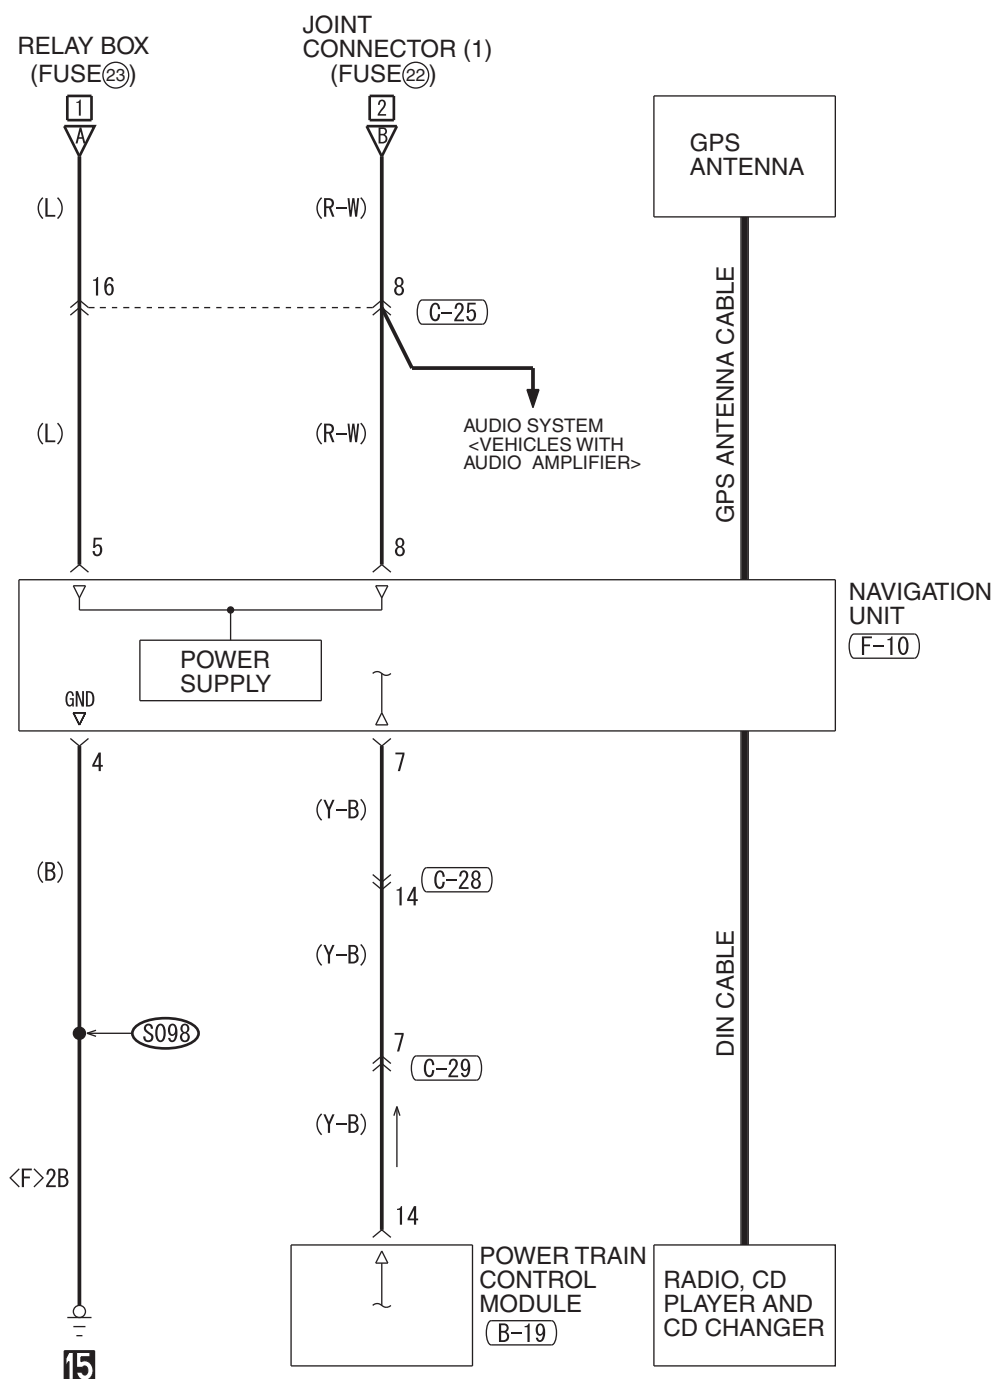 RELAY BOX
(FUSE㉓)
1
A
JOINT
CONNECTOR (1)
(FUSE㉒)
2
B
GPS
ANTENNA
(L)
(R-W)
GPS ANTENNA CABLE
16
8
C-25
(L)
(R-W)
AUDIO SYSTEM
<VEHICLES WITH
AUDIO AMPLIFIER>
5
8
NAVIGATION
UNIT
F-10
POWER
SUPPLY
GND
4
7
(Y-B)
(B)
C-28
14
(Y-B)
DIN CABLE
S098
7
C-29
(Y-B)
<F>2B
14
POWER TRAIN
CONTROL
MODULE
B-19
RADIO, CD
PLAYER AND
CD CHANGER
15